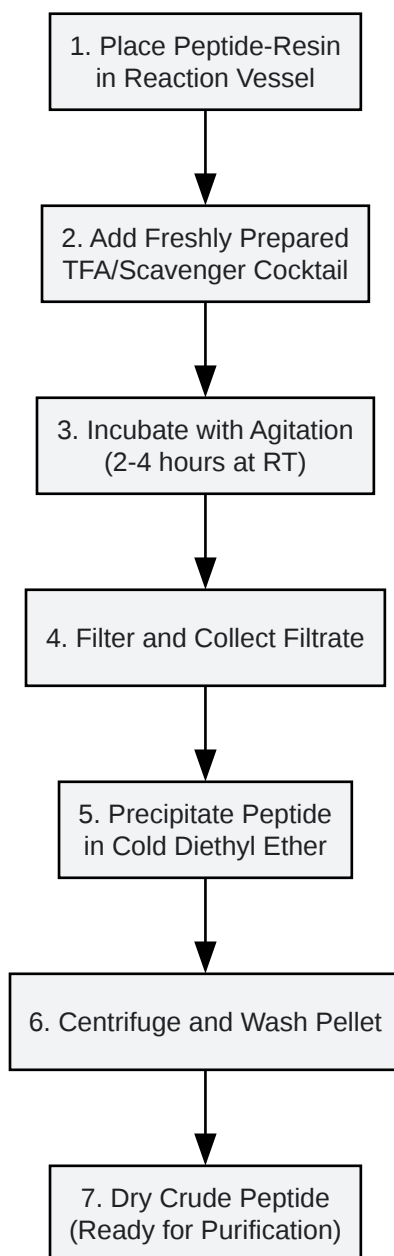 1. Place Peptide-Resin
in Reaction Vessel
2. Add Freshly Prepared
TFA/Scavenger Cocktail
3. Incubate with Agitation
(2-4 hours at RT)
4. Filter and Collect Filtrate
5. Precipitate Peptide
in Cold Diethyl Ether
6. Centrifuge and Wash Pellet
7. Dry Crude Peptide
(Ready for Purification)